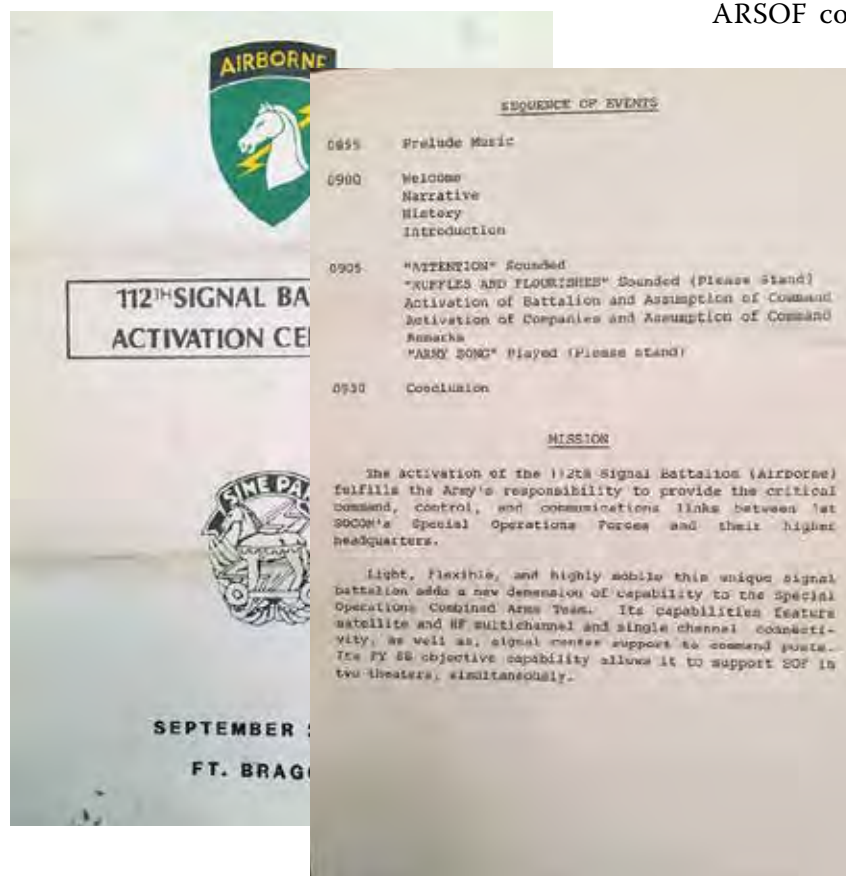 ARSOF co
AIRBORNE
112TH SIGNAL BA
ACTIVATION CE
SINE PA
SEPTEMBER
FT. BRAG
SEQUENCE OF EVENTS
0855 Prelude Music
0900 Welcome
Narrative
History
Introduction
0905 "ATTENTION" Sounded
"RUFFLES AND FLOURISHES" Sounded (Please Stand)
Activation of Battalion and Assumption of Command
Activation of Companies and Assumption of Command
Remarks
"ARMY SONG" Played (Please Stand)
0930 Conclusion
MISSION
The activation of the 112th Signal Battalion (Airborne)
fulfills the Army's responsibility to provide the critical
command, control, and communications links between 1st
SOCOM's Special Operations Forces and their higher
headquarters.
Light, flexible, and highly mobile this unique signal
battalion adds a new demension of capability to the Special
Operations Combined Arms Team. Its capabilities feature
satellite and HF multichannel and single channel connecti-
vity, as well as, signal center support to command posts.
Its FY 88 objective capability allows it to support SOF in
two theaters, simultaneously.